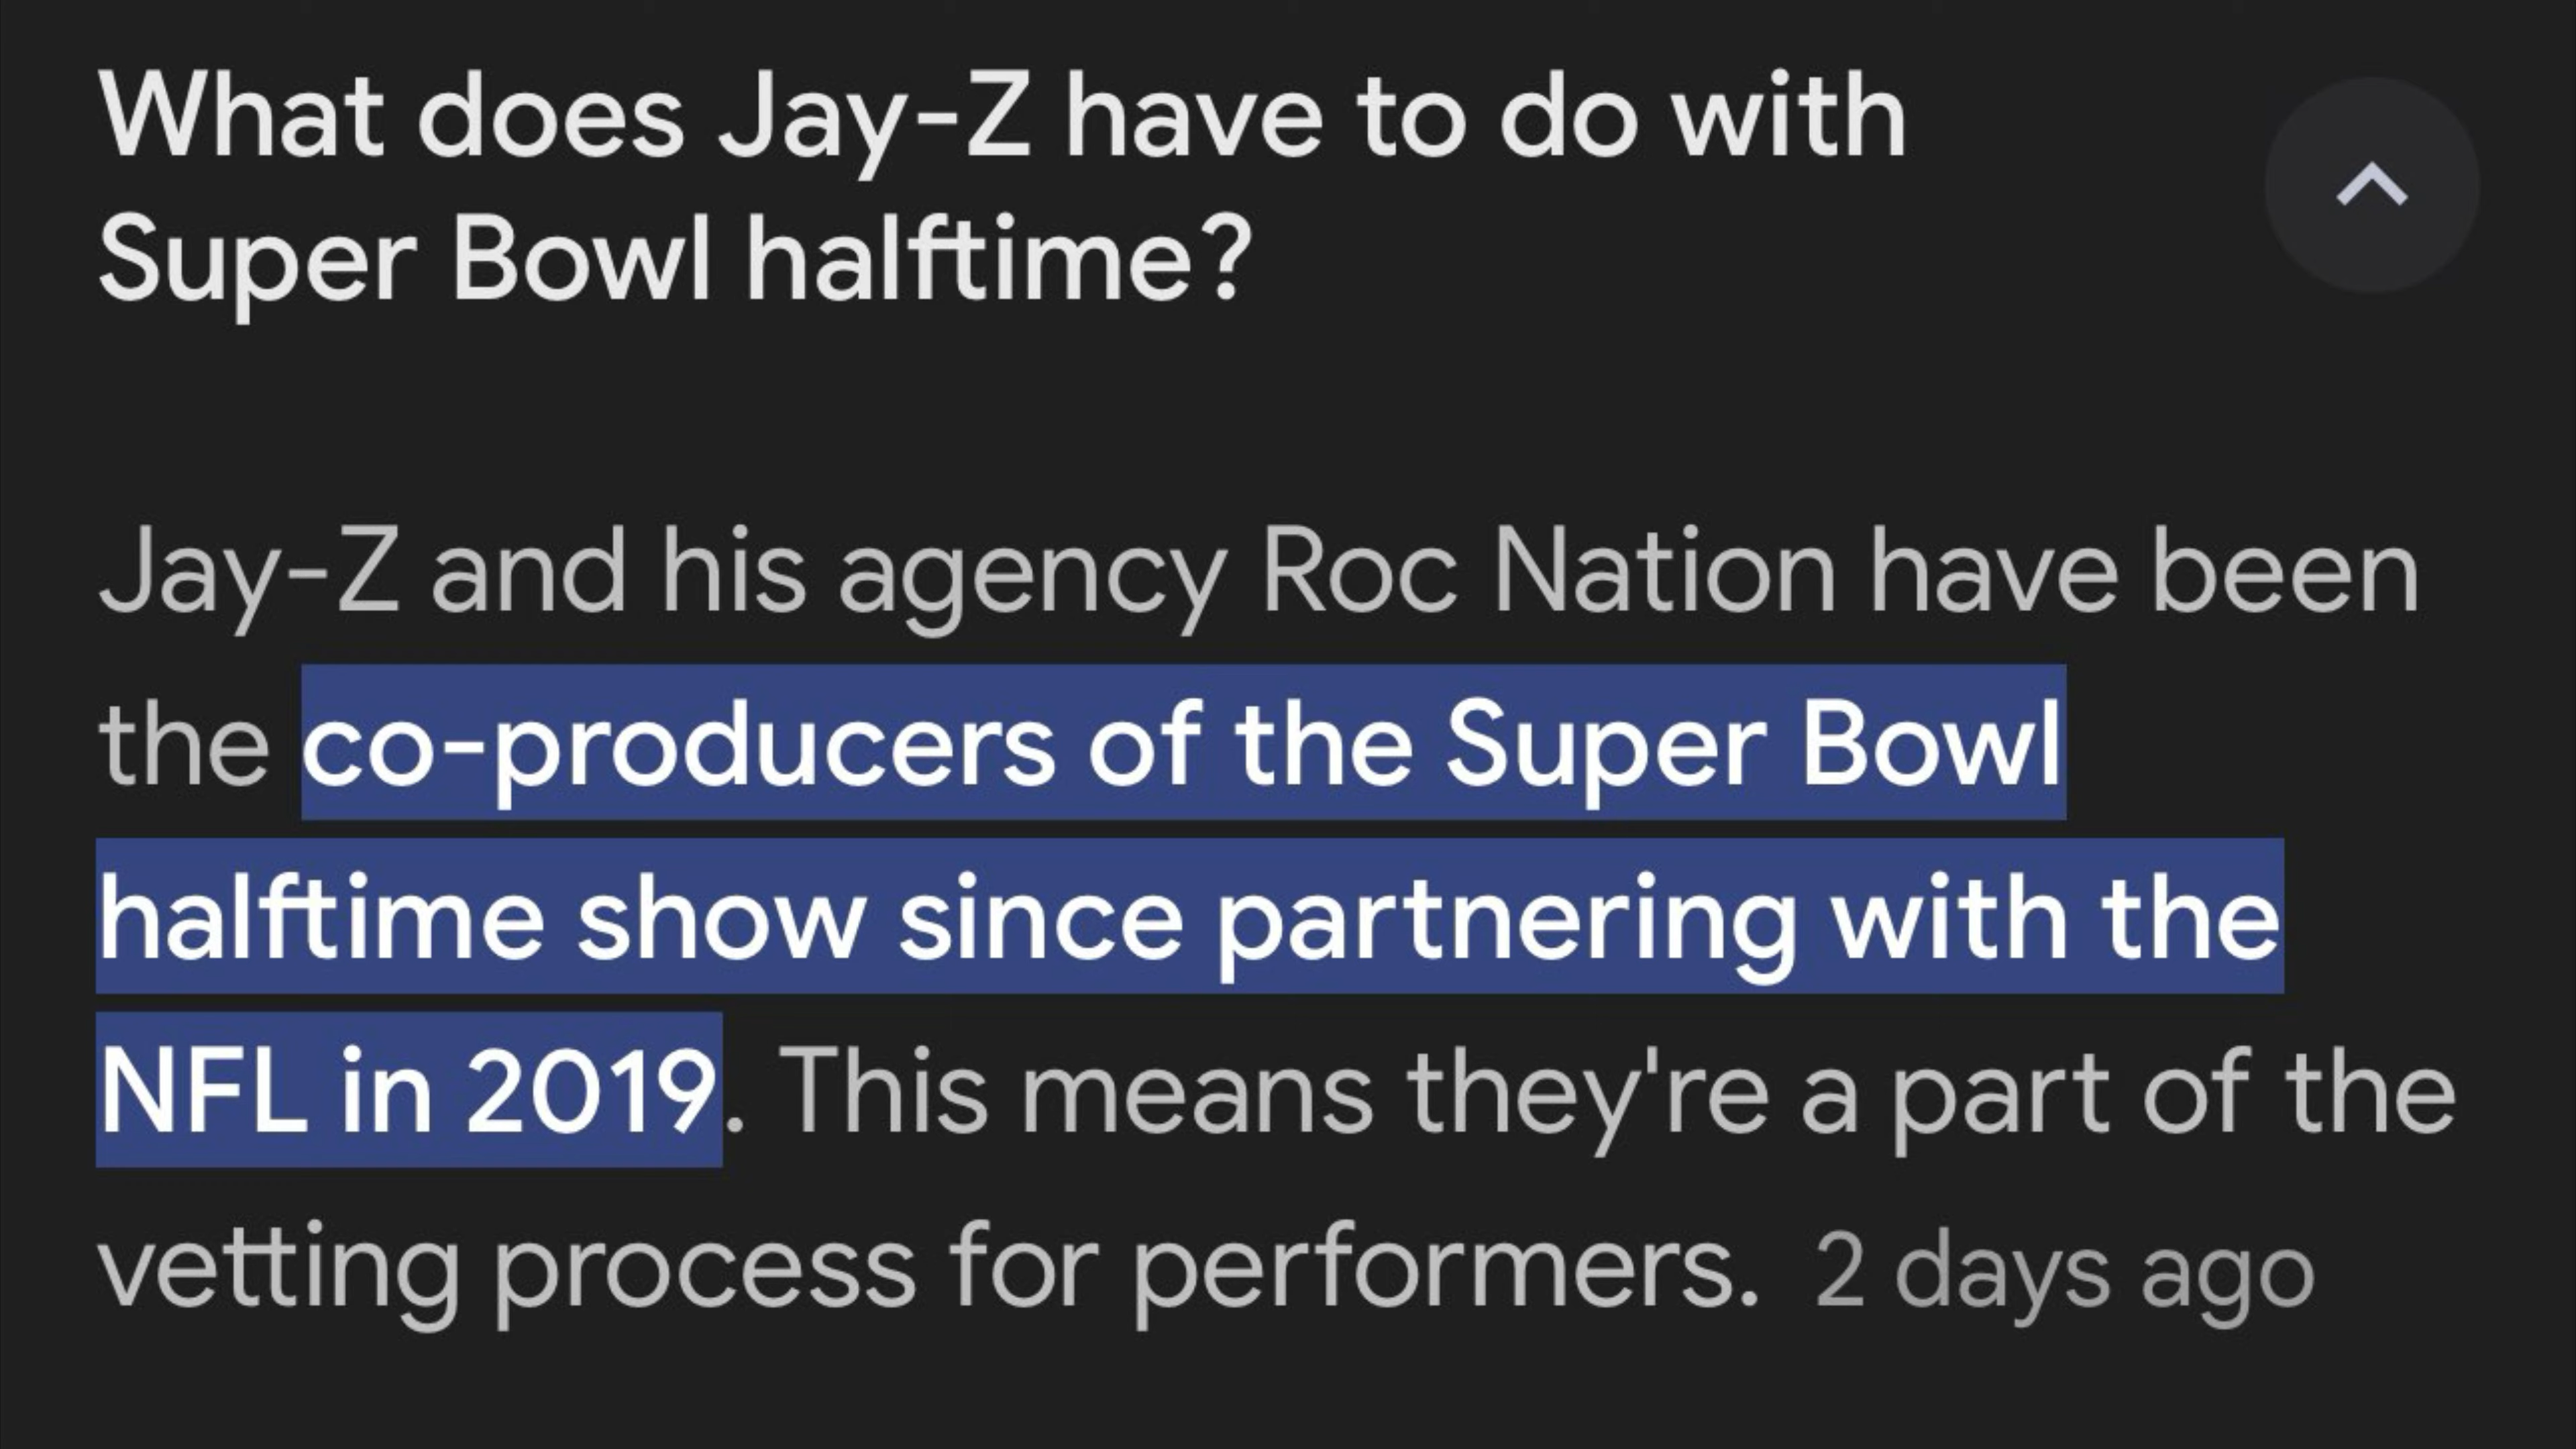 What does Jay-Z have to do with
Super Bowl halftime?
Jay-Z and his agency Roc Nation have been
the co-producers of the Super Bowl
halftime show since partnering with the
NFL in 2019. This means they're a part of the
vetting process for performers. 2 days ago